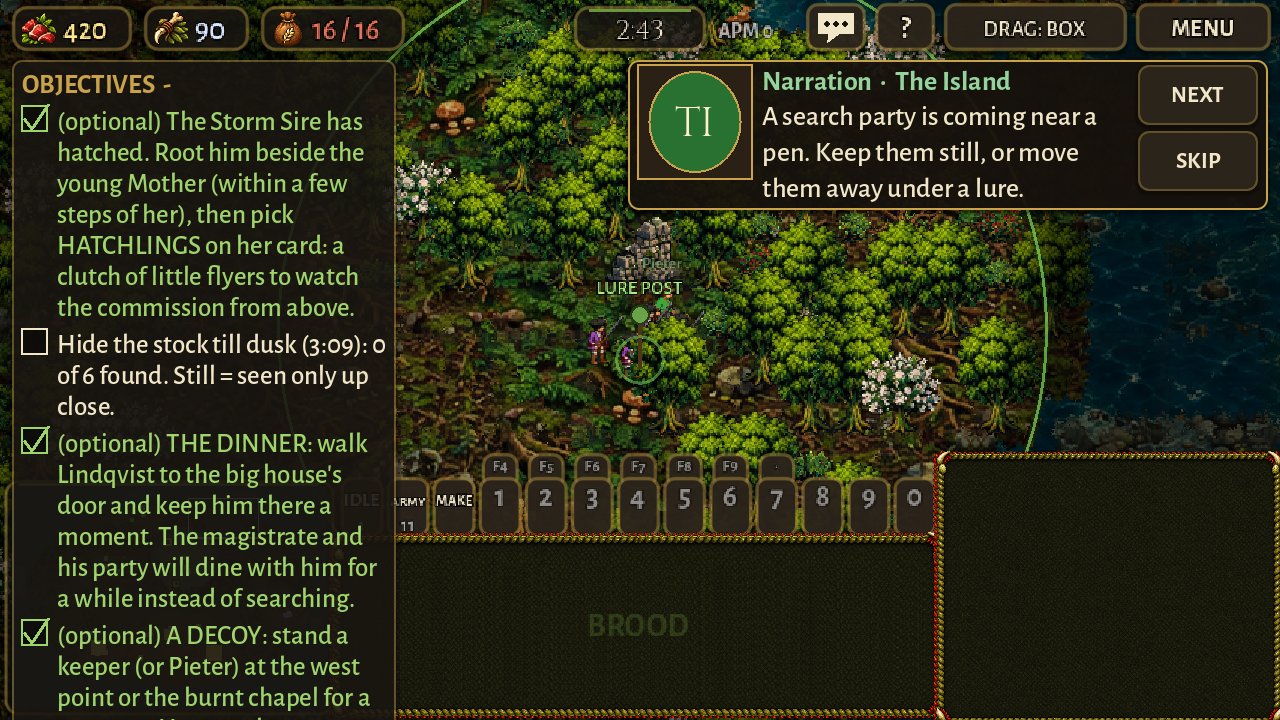 420
90
16/16
2:43
APM 0
?
DRAG: BOX
MENU
OBJECTIVES -
(optional) The Storm Sire has
hatched. Root him beside the
young Mother (within a few
steps of her), then pick
HATCHLINGS on her card: a
clutch of little flyers to watch
the commission from above.
Hide the stock till dusk (3:09): 0
of 6 found. Still = seen only up
close.
(optional) THE DINNER: walk
Lindqvist to the big house's
door and keep him there a
moment. The magistrate and
his party will dine with him for
a while instead of searching.
(optional) A DECOY: stand a
keeper (or Pieter) at the west
point or the burnt chapel for a
TI
Narration · The Island
A search party is coming near a
pen. Keep them still, or move
them away under a lure.
NEXT
SKIP
Pieter
LURE POST
F4
F5
F6
F7
F8
F9
IDLE
ARMY
11
MAKE
1
2
3
4
5
6
7
8
9
0
BROOD